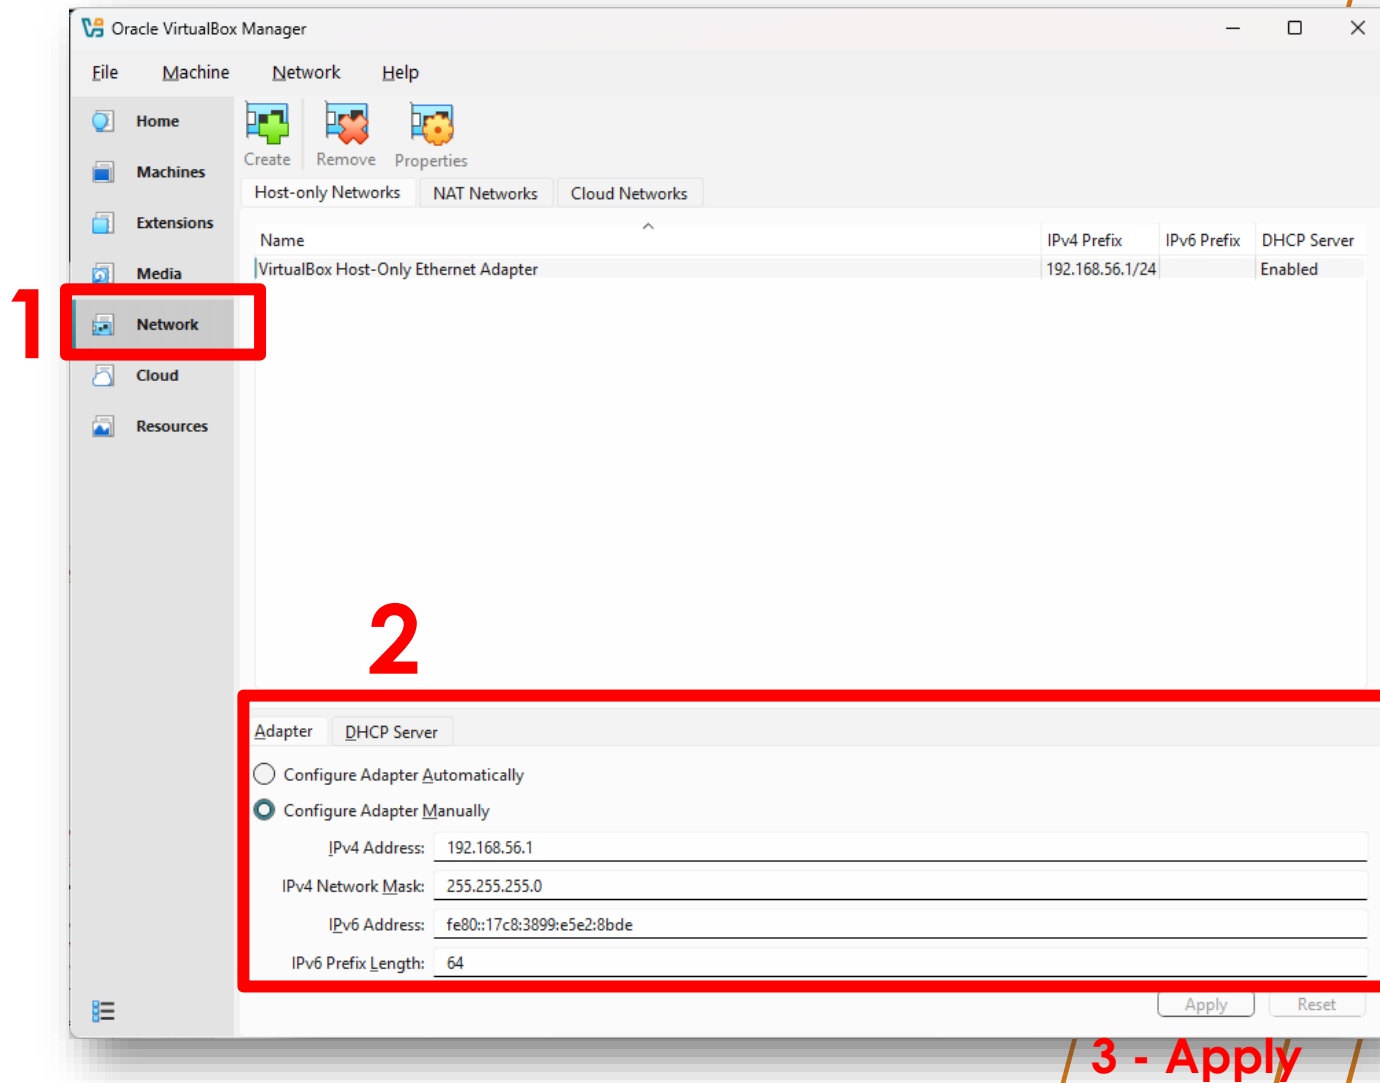 Oracle VirtualBox Manager
File Machine Network Help
Home
Machines
Extensions
Media
1
Network
Cloud
Resources
Create Remove Properties
Host-only Networks NAT Networks Cloud Networks
Name IPv4 Prefix IPv6 Prefix DHCP Server
VirtualBox Host-Only Ethernet Adapter 192.168.56.1/24 Enabled
2
Adapter DHCP Server
Configure Adapter Automatically
Configure Adapter Manually
IPv4 Address: 192.168.56.1
IPv4 Network Mask: 255.255.255.0
IPv6 Address: fe80::17c8:3899:e5e2:8bde
IPv6 Prefix Length: 64
Apply Reset
3 - Apply